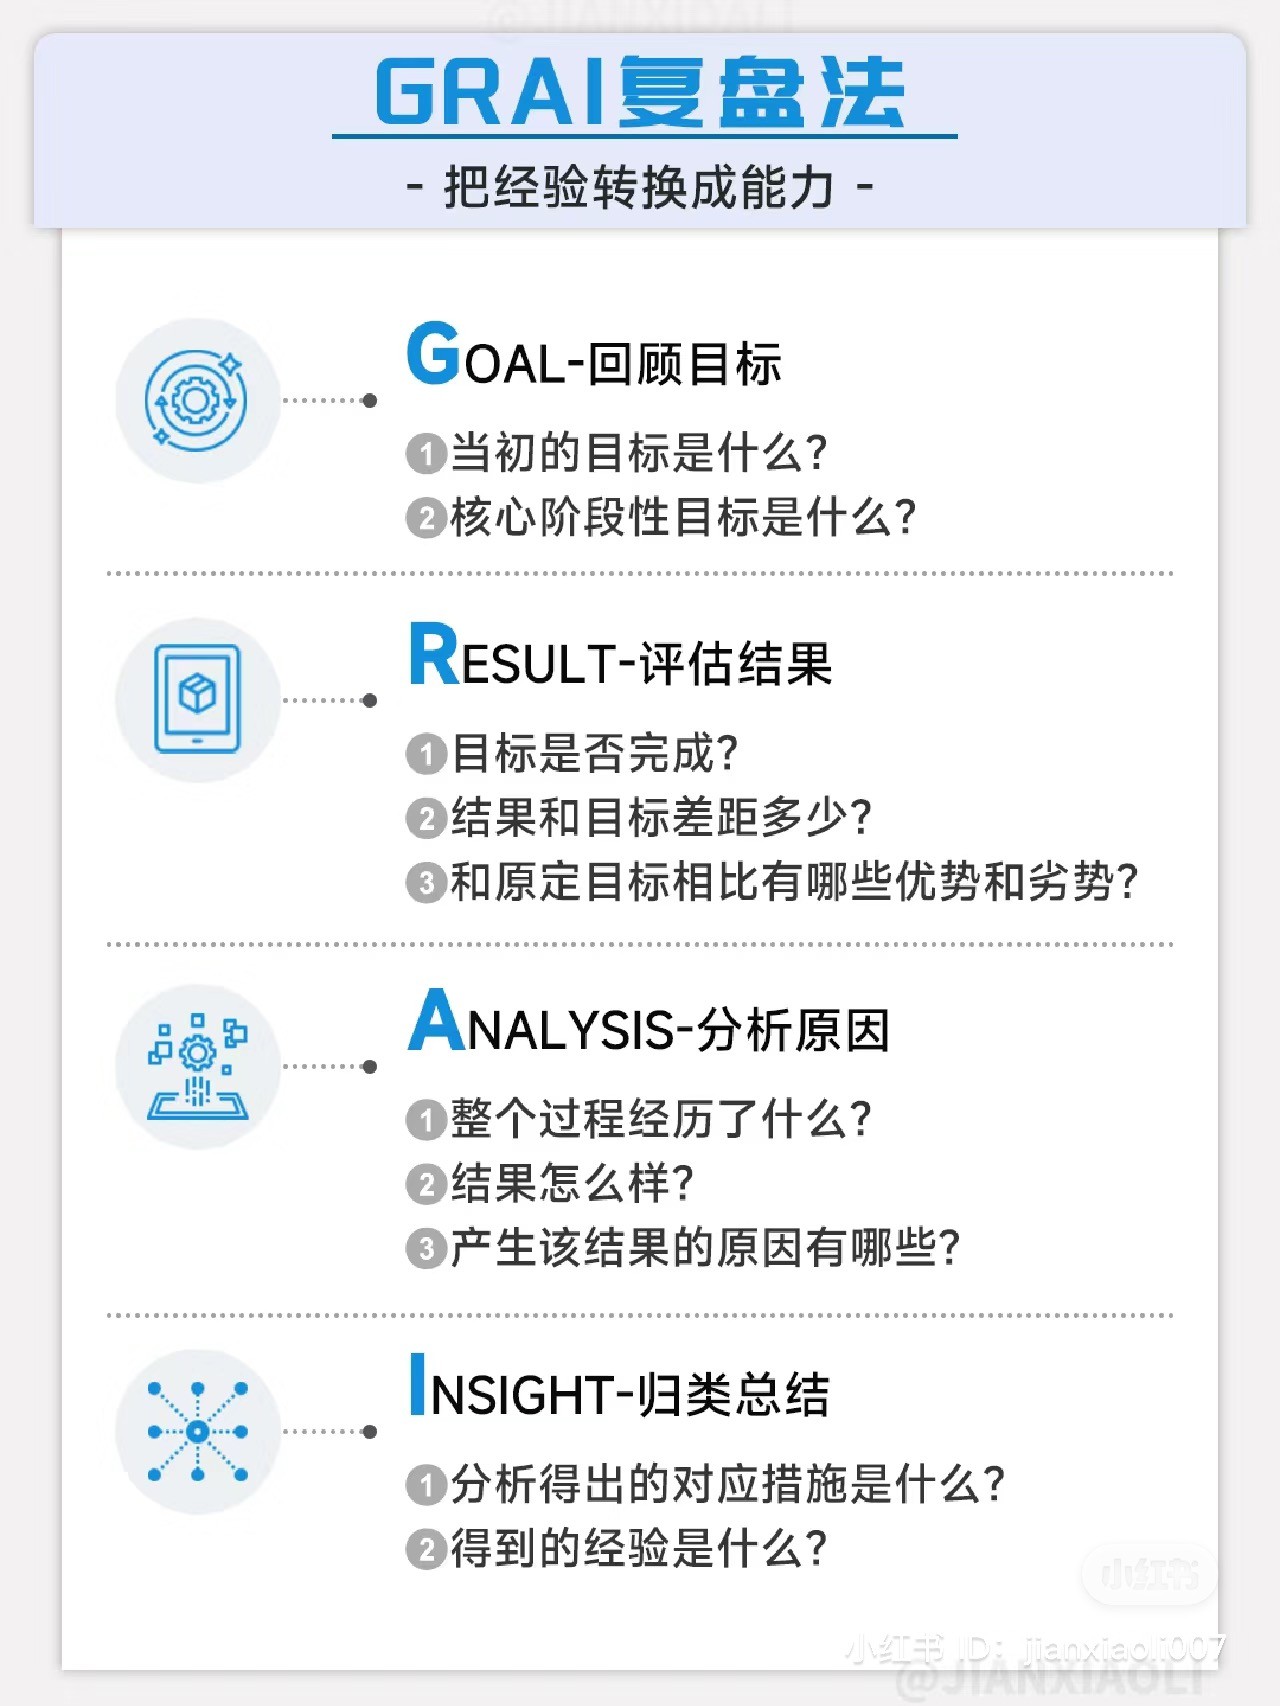 GRAI复盘法
- 把经验转换成能力 -
GOAL-回顾目标
1当初的目标是什么？
2核心阶段性目标是什么？
RESULT-评估结果
1目标是否完成？
2结果和目标差距多少？
3和原定目标相比有哪些优势和劣势？
ANALYSIS-分析原因
1整个过程经历了什么？
2结果怎么样？
3产生该结果的原因有哪些？
INSIGHT-归类总结
1分析得出的对应措施是什么？
2得到的经验是什么？
小红书
小红书 ID: jianxiaoli007
@JIANXIAOLI